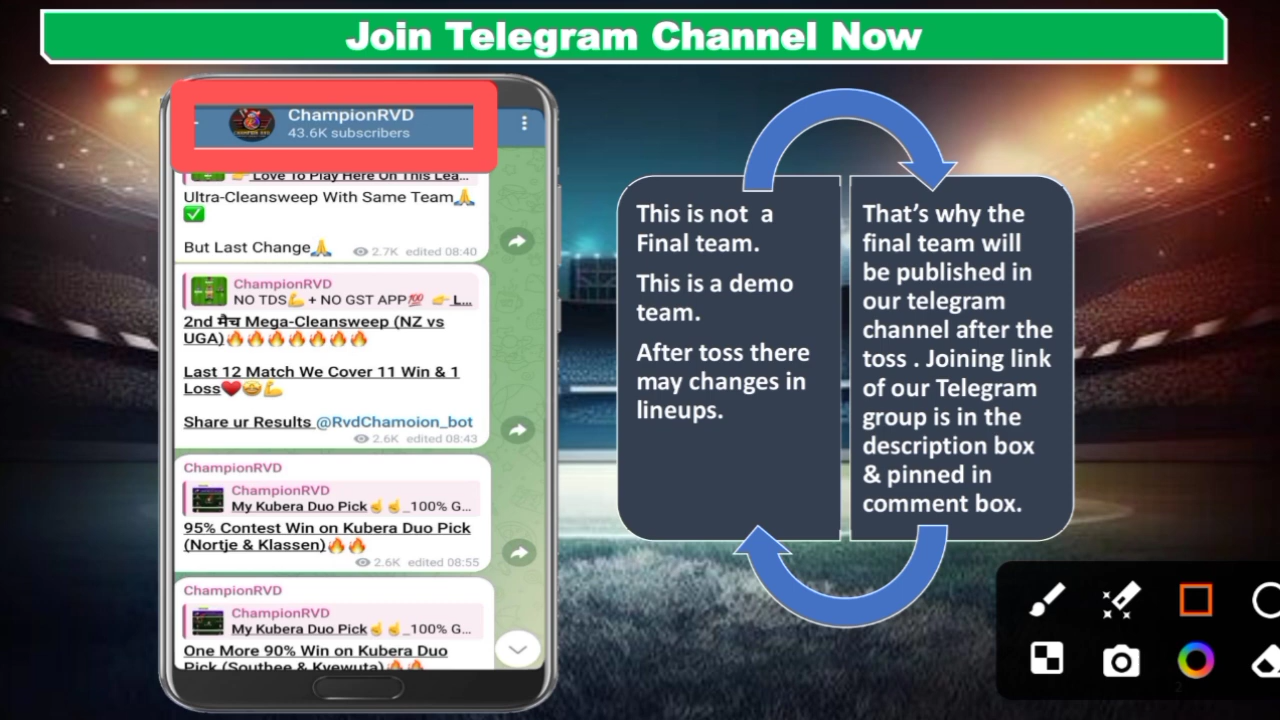 Join Telegram Channel Now
ChampionRVD
43.6K subscribers
Love To Play Here On This Lea...
Ultra-Cleansweep With Same Team🙏
✅
But Last Change🙏
2.7K edited 08:40
ChampionRVD
NO TDS💪 + NO GST APP💯 👉 L...
2nd मैच Mega-Cleansweep (NZ vs
UGA)🔥🔥🔥🔥🔥🔥🔥
Last 12 Match We Cover 11 Win & 1
Loss❤️🤩💪
Share ur Results @RvdChamoion_bot
2.6K edited 08:43
ChampionRVD
ChampionRVD
My Kubera Duo Pick☝️☝️_100% G...
95% Contest Win on Kubera Duo Pick
(Nortje & Klassen)🔥🔥
2.6K edited 08:55
ChampionRVD
ChampionRVD
My Kubera Duo Pick☝️☝️_100% G...
One More 90% Win on Kubera Duo
Pick (Southee & Kyewuta)🔥🔥
This is not a
Final team.
This is a demo
team.
After toss there
may changes in
lineups.
That's why the
final team will
be published in
our telegram
channel after the
toss . Joining link
of our Telegram
group is in the
description box
& pinned in
comment box.